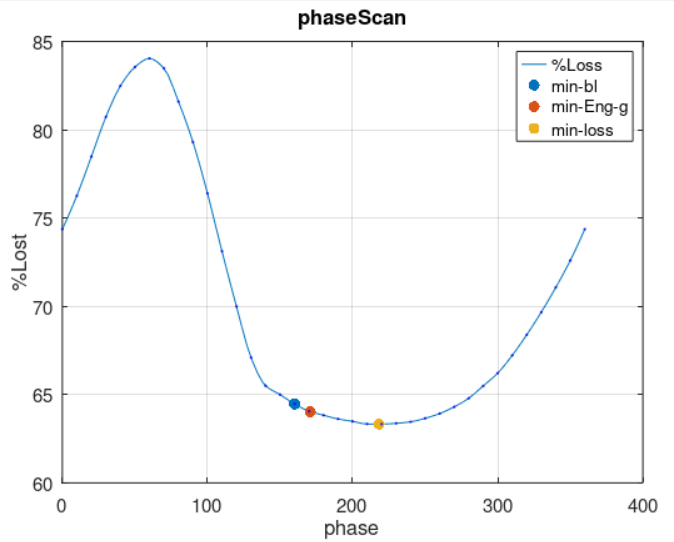 phaseScan
85
80
75
70
65
60
%Lost
0 100 200 300 400
phase
%Loss
min-bl
min-Eng-g
min-loss